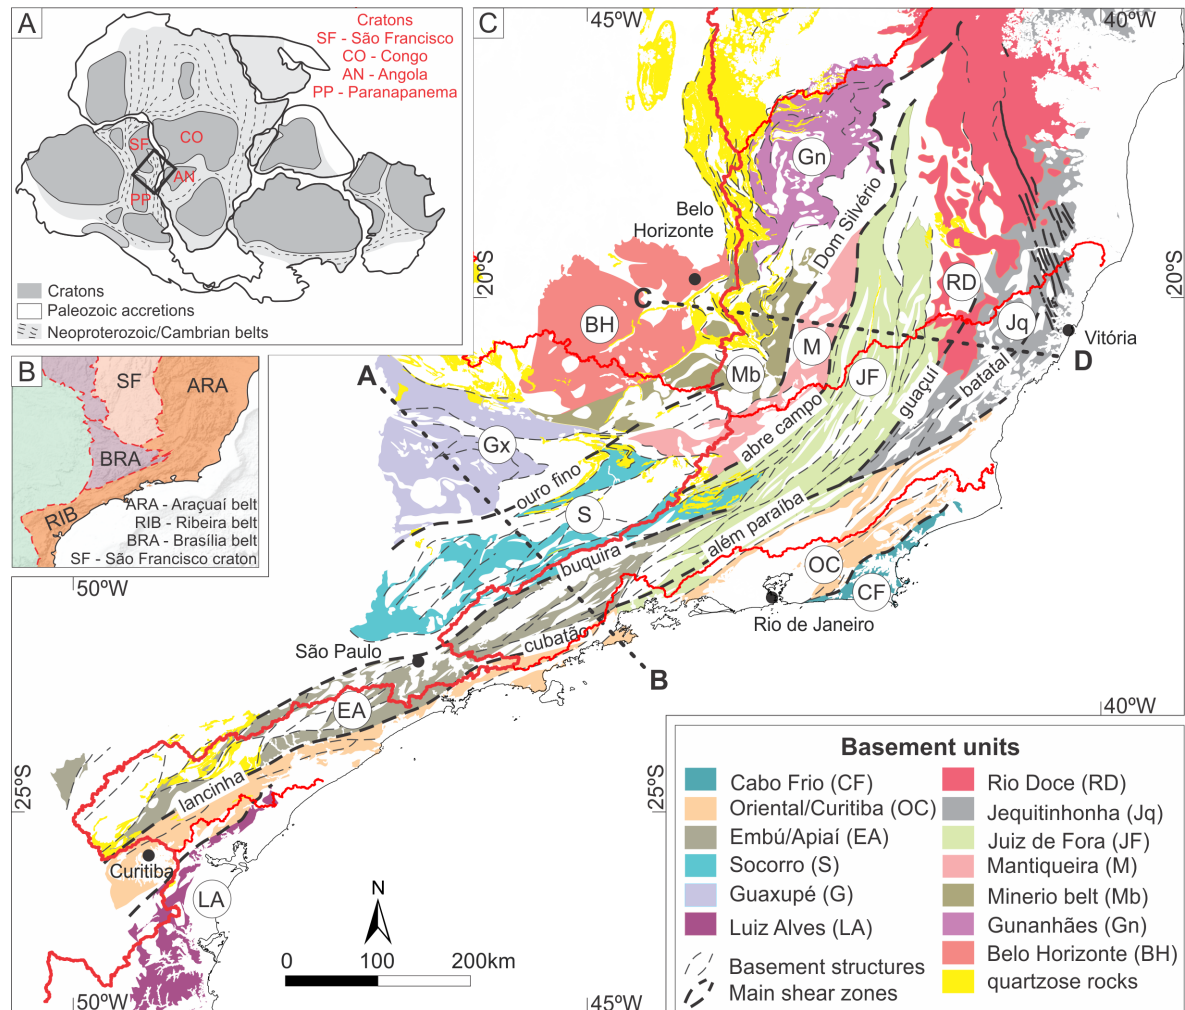 A
Cratons
SF - São Francisco
CO - Congo
AN - Angola
PP - Paranapanema
SF
CO
AN
PP
Cratons
Paleozoic accretions
Neoproterozoic/Cambrian belts
B
SF
ARA
BRA
RIB
ARA - Araçuaí belt
RIB - Ribeira belt
BRA - Brasília belt
SF - São Francisco craton
C
45ºW
40ºW
20ºS
20ºS
Gn
Belo
Horizonte
Dom Silvério
C
BH
RD
Jq
Vitória
D
M
Mb
JF
A
guaçuí
batatal
Gx
abre campo
ouro fino
S
além paraíba
buquira
OC
CF
50ºW
Rio de Janeiro
cubatão
São Paulo
B
EA
40ºW
lancinha
25ºS
25ºS
Curitiba
LA
N
0
100
200km
50ºW
45ºW
Basement units
Cabo Frio (CF)
Oriental/Curitiba (OC)
Embú/Apiaí (EA)
Socorro (S)
Guaxupé (G)
Luiz Alves (LA)
Basement structures
Main shear zones
Rio Doce (RD)
Jequitinhonha (Jq)
Juiz de Fora (JF)
Mantiqueira (M)
Minerio belt (Mb)
Gunanhães (Gn)
Belo Horizonte (BH)
quartzose rocks